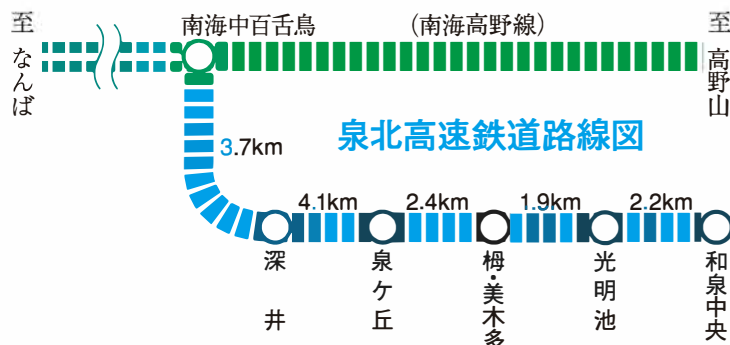 至なんば
南海中百舌鳥
(南海高野線)
至高野山
泉北高速鉄道路線図
3.7km
4.1km
2.4km
1.9km
2.2km
深井
泉ケ丘
栂・美木多
光明池
和泉中央